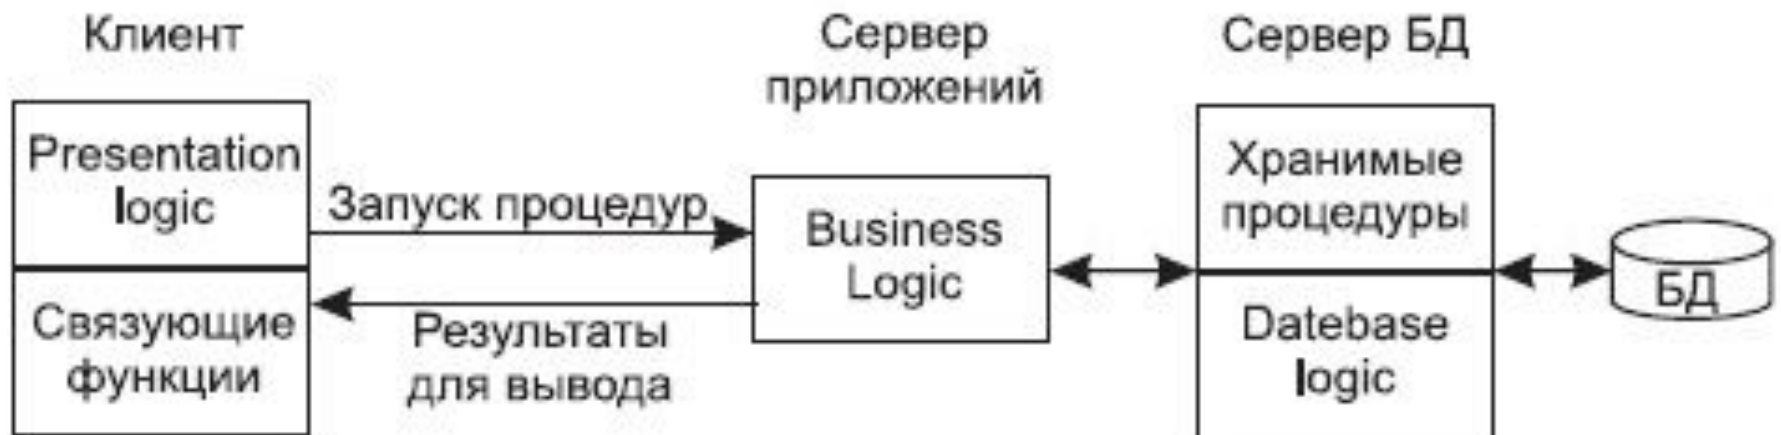 Клиент
Сервер
приложений
Сервер БД
Presentation
logic
Связующие
функции
Запуск процедур
Результаты
для вывода
Business
Logic
Хранимые
процедуры
Datebase
logic
БД